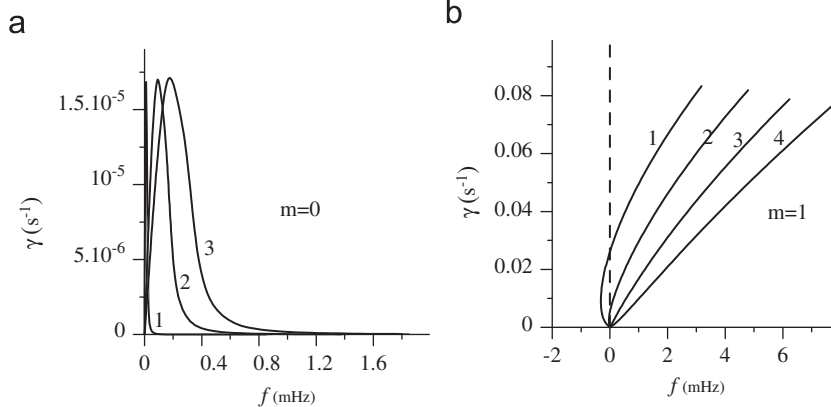 a
γ (s⁻¹)
1.5.10⁻⁵
10⁻⁵
5.10⁻⁶
0
m=0
1
2
3
0 0.4 0.8 1.2 1.6
f (mHz)
b
γ (s⁻¹)
0.08
0.06
0.04
0.02
0
1 2 3 4
m=1
-2 0 2 4 6
f (mHz)